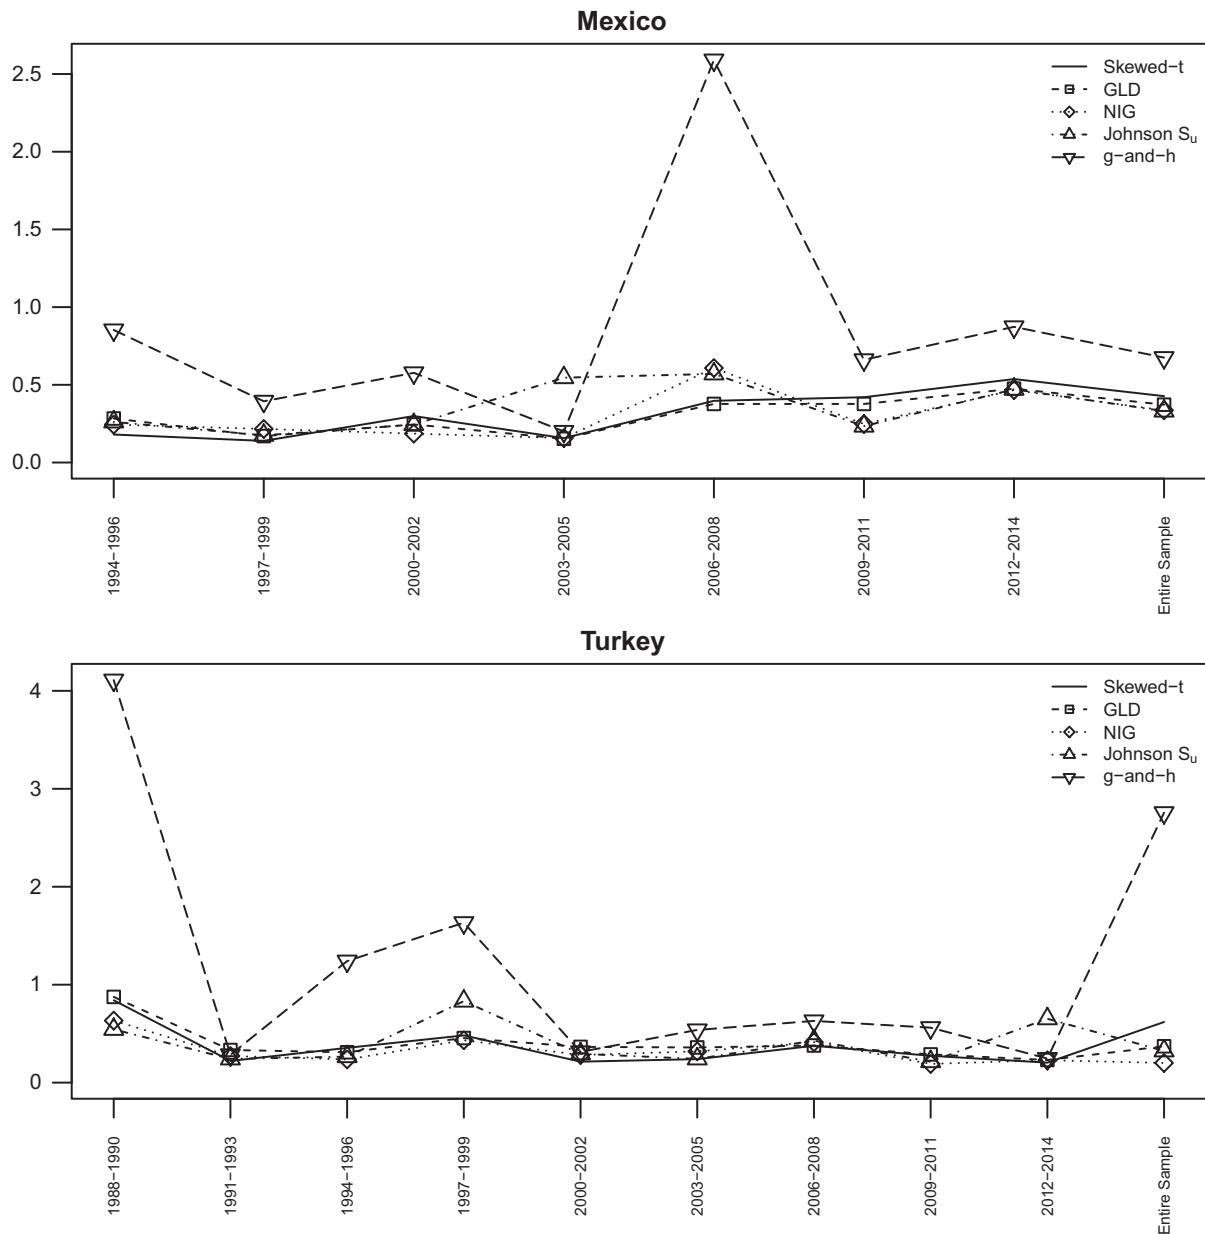 Mexico
2.5
2.0
1.5
1.0
0.5
0.0
Skewed−t
GLD
NIG
Johnson Su
g−and−h
1994−1996
1997−1999
2000−2002
2003−2005
2006−2008
2009−2011
2012−2014
Entire Sample
Turkey
4
3
2
1
0
Skewed−t
GLD
NIG
Johnson Su
g−and−h
1988−1990
1991−1993
1994−1996
1997−1999
2000−2002
2003−2005
2006−2008
2009−2011
2012−2014
Entire Sample